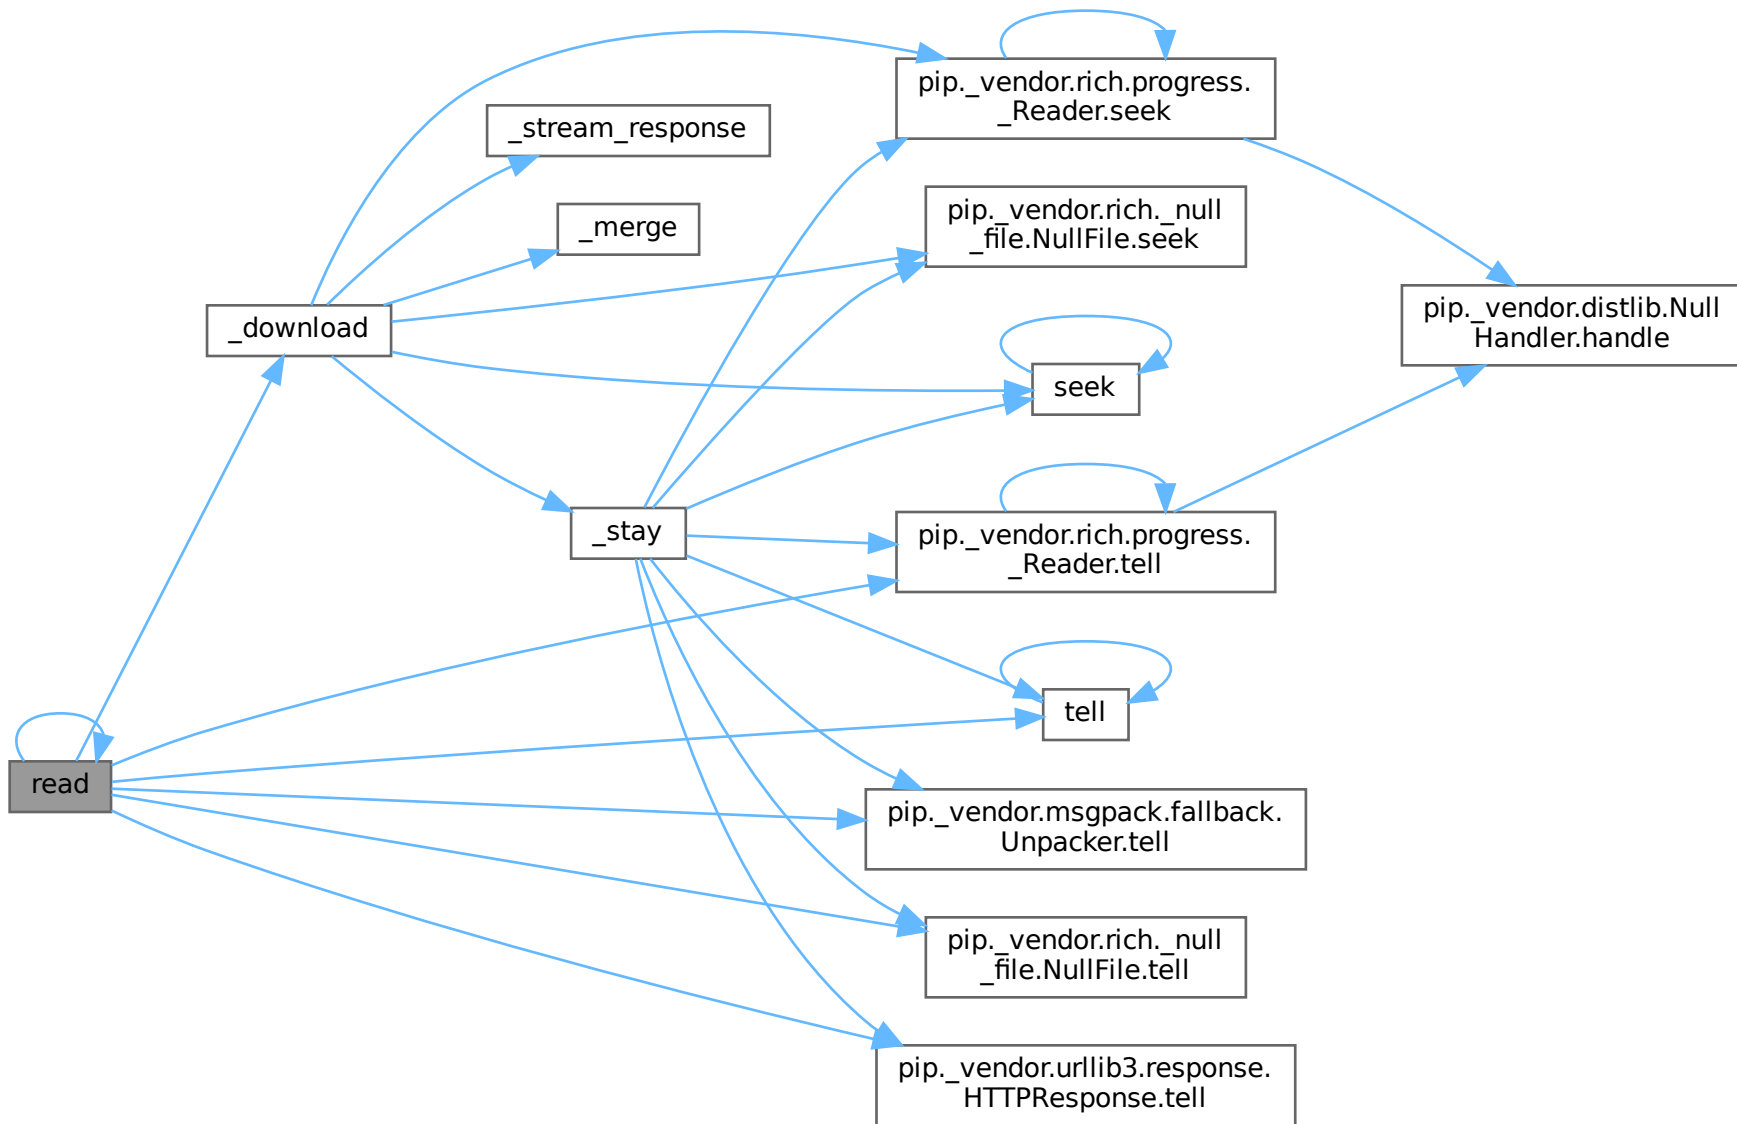 pip._vendor.rich.progress.
_Reader.seek
_stream_response
pip._vendor.rich._null
_file.NullFile.seek
_merge
_download
pip._vendor.distlib.Null
Handler.handle
seek
_stay
pip._vendor.rich.progress.
_Reader.tell
tell
read
pip._vendor.msgpack.fallback.
Unpacker.tell
pip._vendor.rich._null
_file.NullFile.tell
pip._vendor.urllib3.response.
HTTPResponse.tell